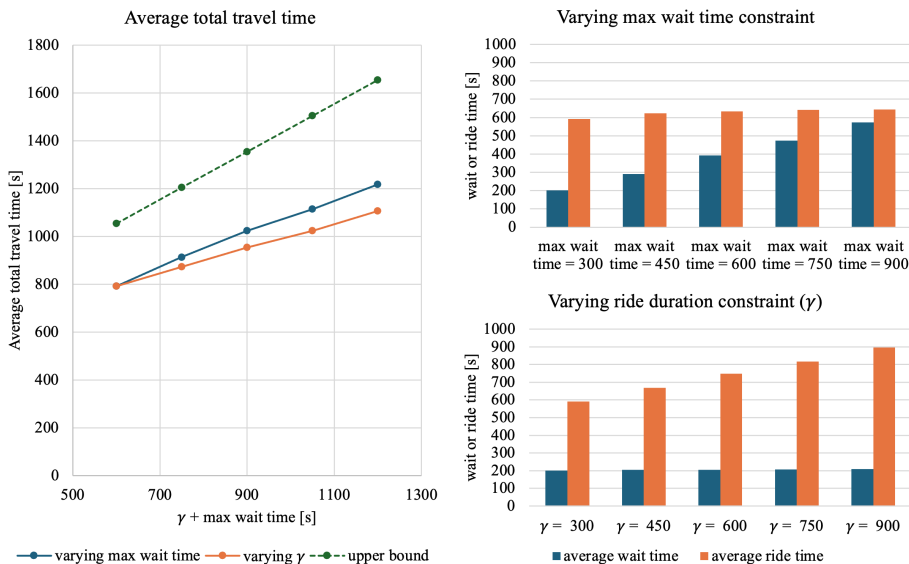 Average total travel time
1800
1600
1400
1200
1000
800
600
400
200
0
Average total travel time [s]
500 700 900 1100 1300
γ + max wait time [s]
varying max wait time varying γ upper bound
Varying max wait time constraint
1000
900
800
700
600
500
400
300
200
100
0
wait or ride time [s]
max wait max wait max wait max wait max wait
time = 300 time = 450 time = 600 time = 750 time = 900
Varying ride duration constraint (γ)
1000
900
800
700
600
500
400
300
200
100
0
wait or ride time [s]
γ = 300 γ = 450 γ = 600 γ = 750 γ = 900
average wait time average ride time